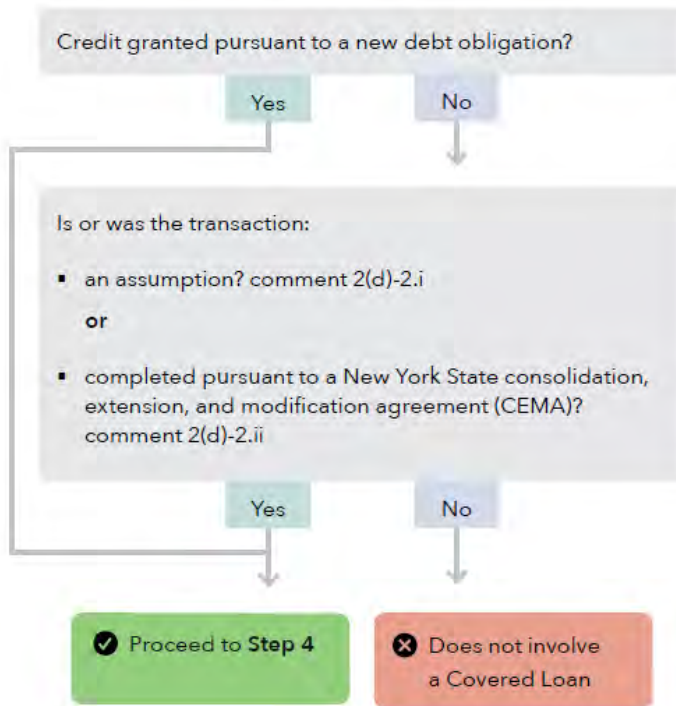 Credit granted pursuant to a new debt obligation?
Yes
No
Is or was the transaction:
▪ an assumption? comment 2(d)-2.i
or
▪ completed pursuant to a New York State consolidation,
extension, and modification agreement (CEMA)?
comment 2(d)-2.ii
Yes
No
Proceed to Step 4
Does not involve
a Covered Loan